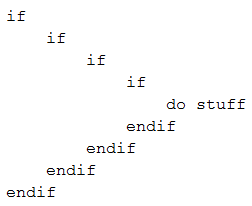 if
    if
        if
            if
                do stuff
            endif
        endif
    endif
endif